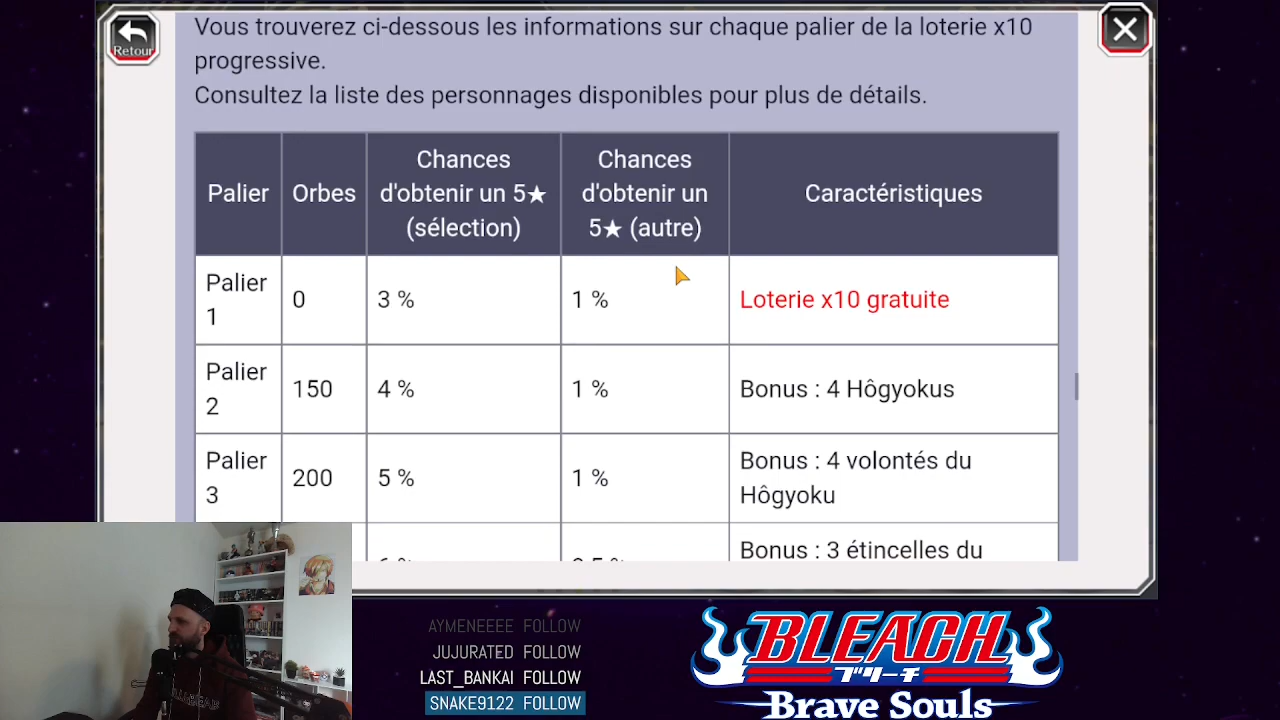 Vous trouverez ci-dessous les informations sur chaque palier de la loterie x10
progressive.
Consultez la liste des personnages disponibles pour plus de détails.
Retour
Palier
Orbes
Chances
d'obtenir un 5★
(sélection)
Chances
d'obtenir un
5★ (autre)
Caractéristiques
Palier
1
0
3 %
1 %
Loterie x10 gratuite
Palier
2
150
4 %
1 %
Bonus : 4 Hôgyokus
Palier
3
200
5 %
1 %
Bonus : 4 volontés du
Hôgyoku
Bonus : 3 étincelles du
AYMENEEEE FOLLOW
JUJURATED FOLLOW
LAST_BANKAI FOLLOW
SNAKE9122 FOLLOW
BLEACH
ブリーチ
Brave Souls